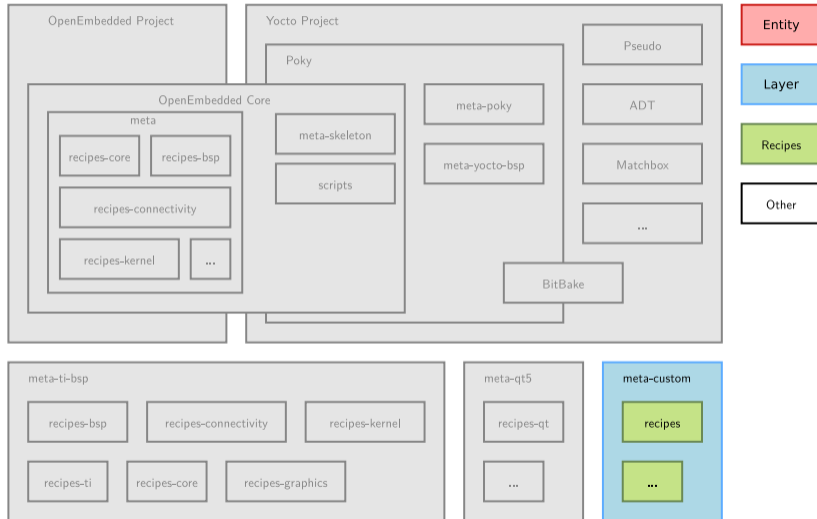 OpenEmbedded Project
Yocto Project
Entity
Pseudo
Poky
Layer
OpenEmbedded Core
meta-poky
ADT
meta
meta-skeleton
recipes-core
recipes-bsp
Recipes
meta-yocto-bsp
Matchbox
scripts
recipes-connectivity
Other
...
recipes-kernel
...
BitBake
meta-ti-bsp
meta-qt5
meta-custom
recipes-bsp
recipes-connectivity
recipes-kernel
recipes-qt
recipes
recipes-ti
recipes-core
recipes-graphics
...
...